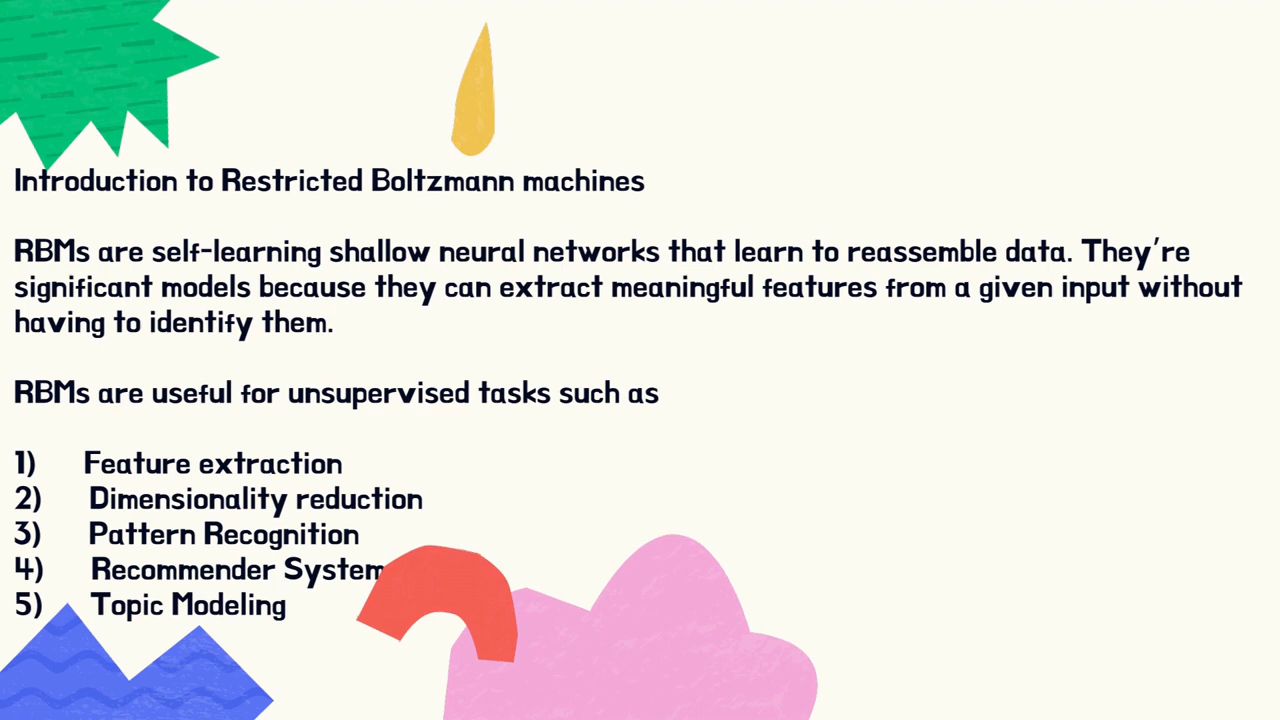 Introduction to Restricted Boltzmann machines
RBMs are self-learning shallow neural networks that learn to reassemble data. They're
significant models because they can extract meaningful features from a given input without
having to identify them.
RBMs are useful for unsupervised tasks such as
1) Feature extraction
2) Dimensionality reduction
3) Pattern Recognition
4) Recommender System
5) Topic Modeling